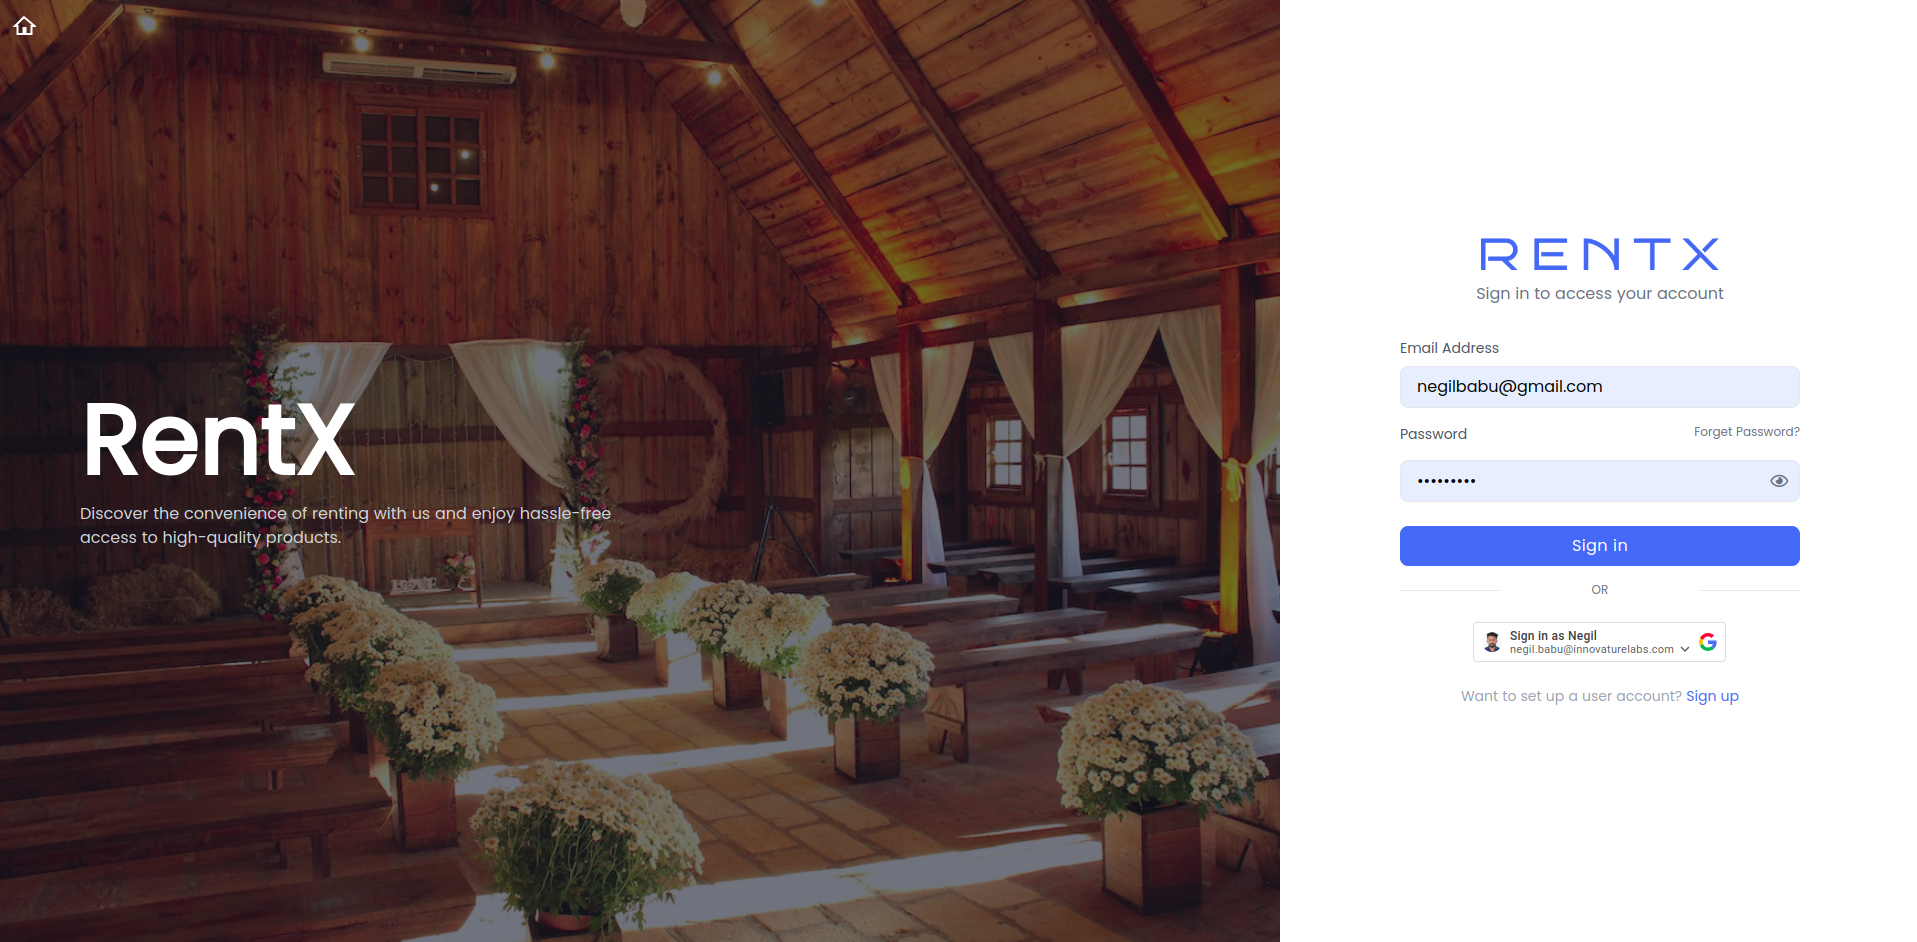 RentX
Discover the convenience of renting with us and enjoy hassle-free
access to high-quality products.
RENTX
Sign in to access your account
Email Address
negilbabu@gmail.com
Password
Forget Password?
•••••••••
Sign in
OR
Sign in as Negil
negil.babu@innovaturelabs.com
Want to set up a user account? Sign up